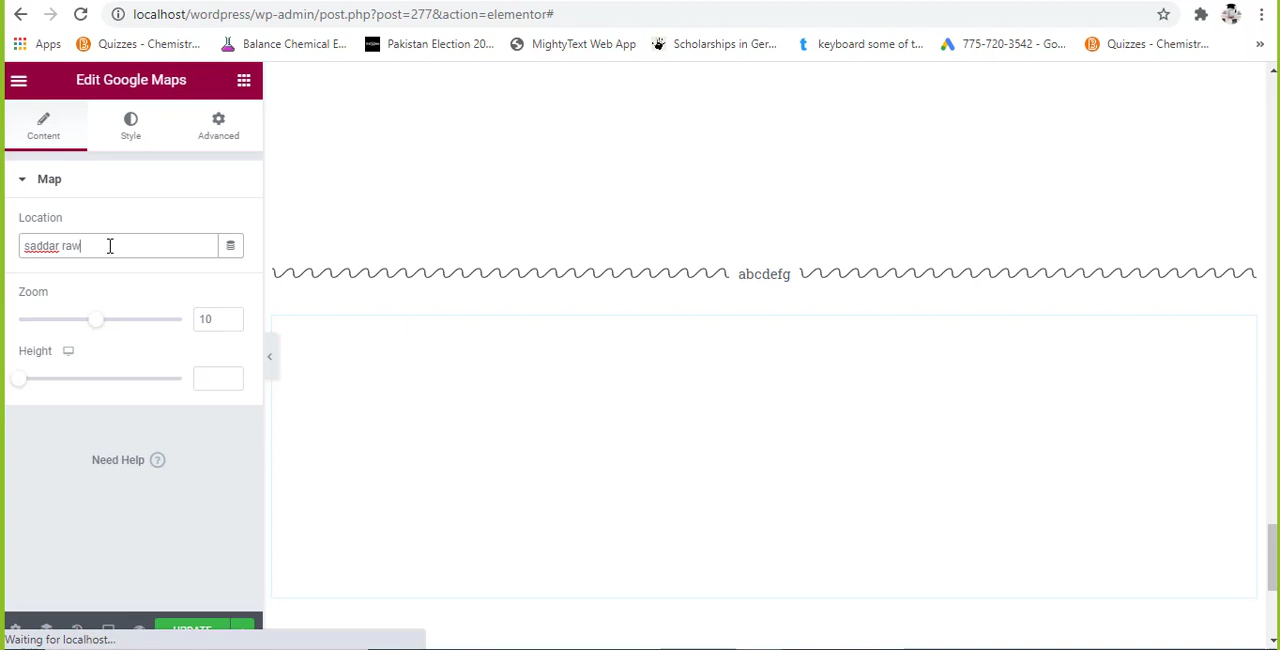 localhost/wordpress/wp-admin/post.php?post=277&action=elementor#
Apps Quizzes - Chemistr... Balance Chemical E... Pakistan Election 20... MightyText Web App Scholarships in Ger... keyboard some of t... 775-720-3542 - Go... Quizzes - Chemistr... »
Edit Google Maps
Content Style Advanced
Map
Location
saddar raw
abcdefg
Zoom
10
Height
Need Help ?
UPDATE
Waiting for localhost...